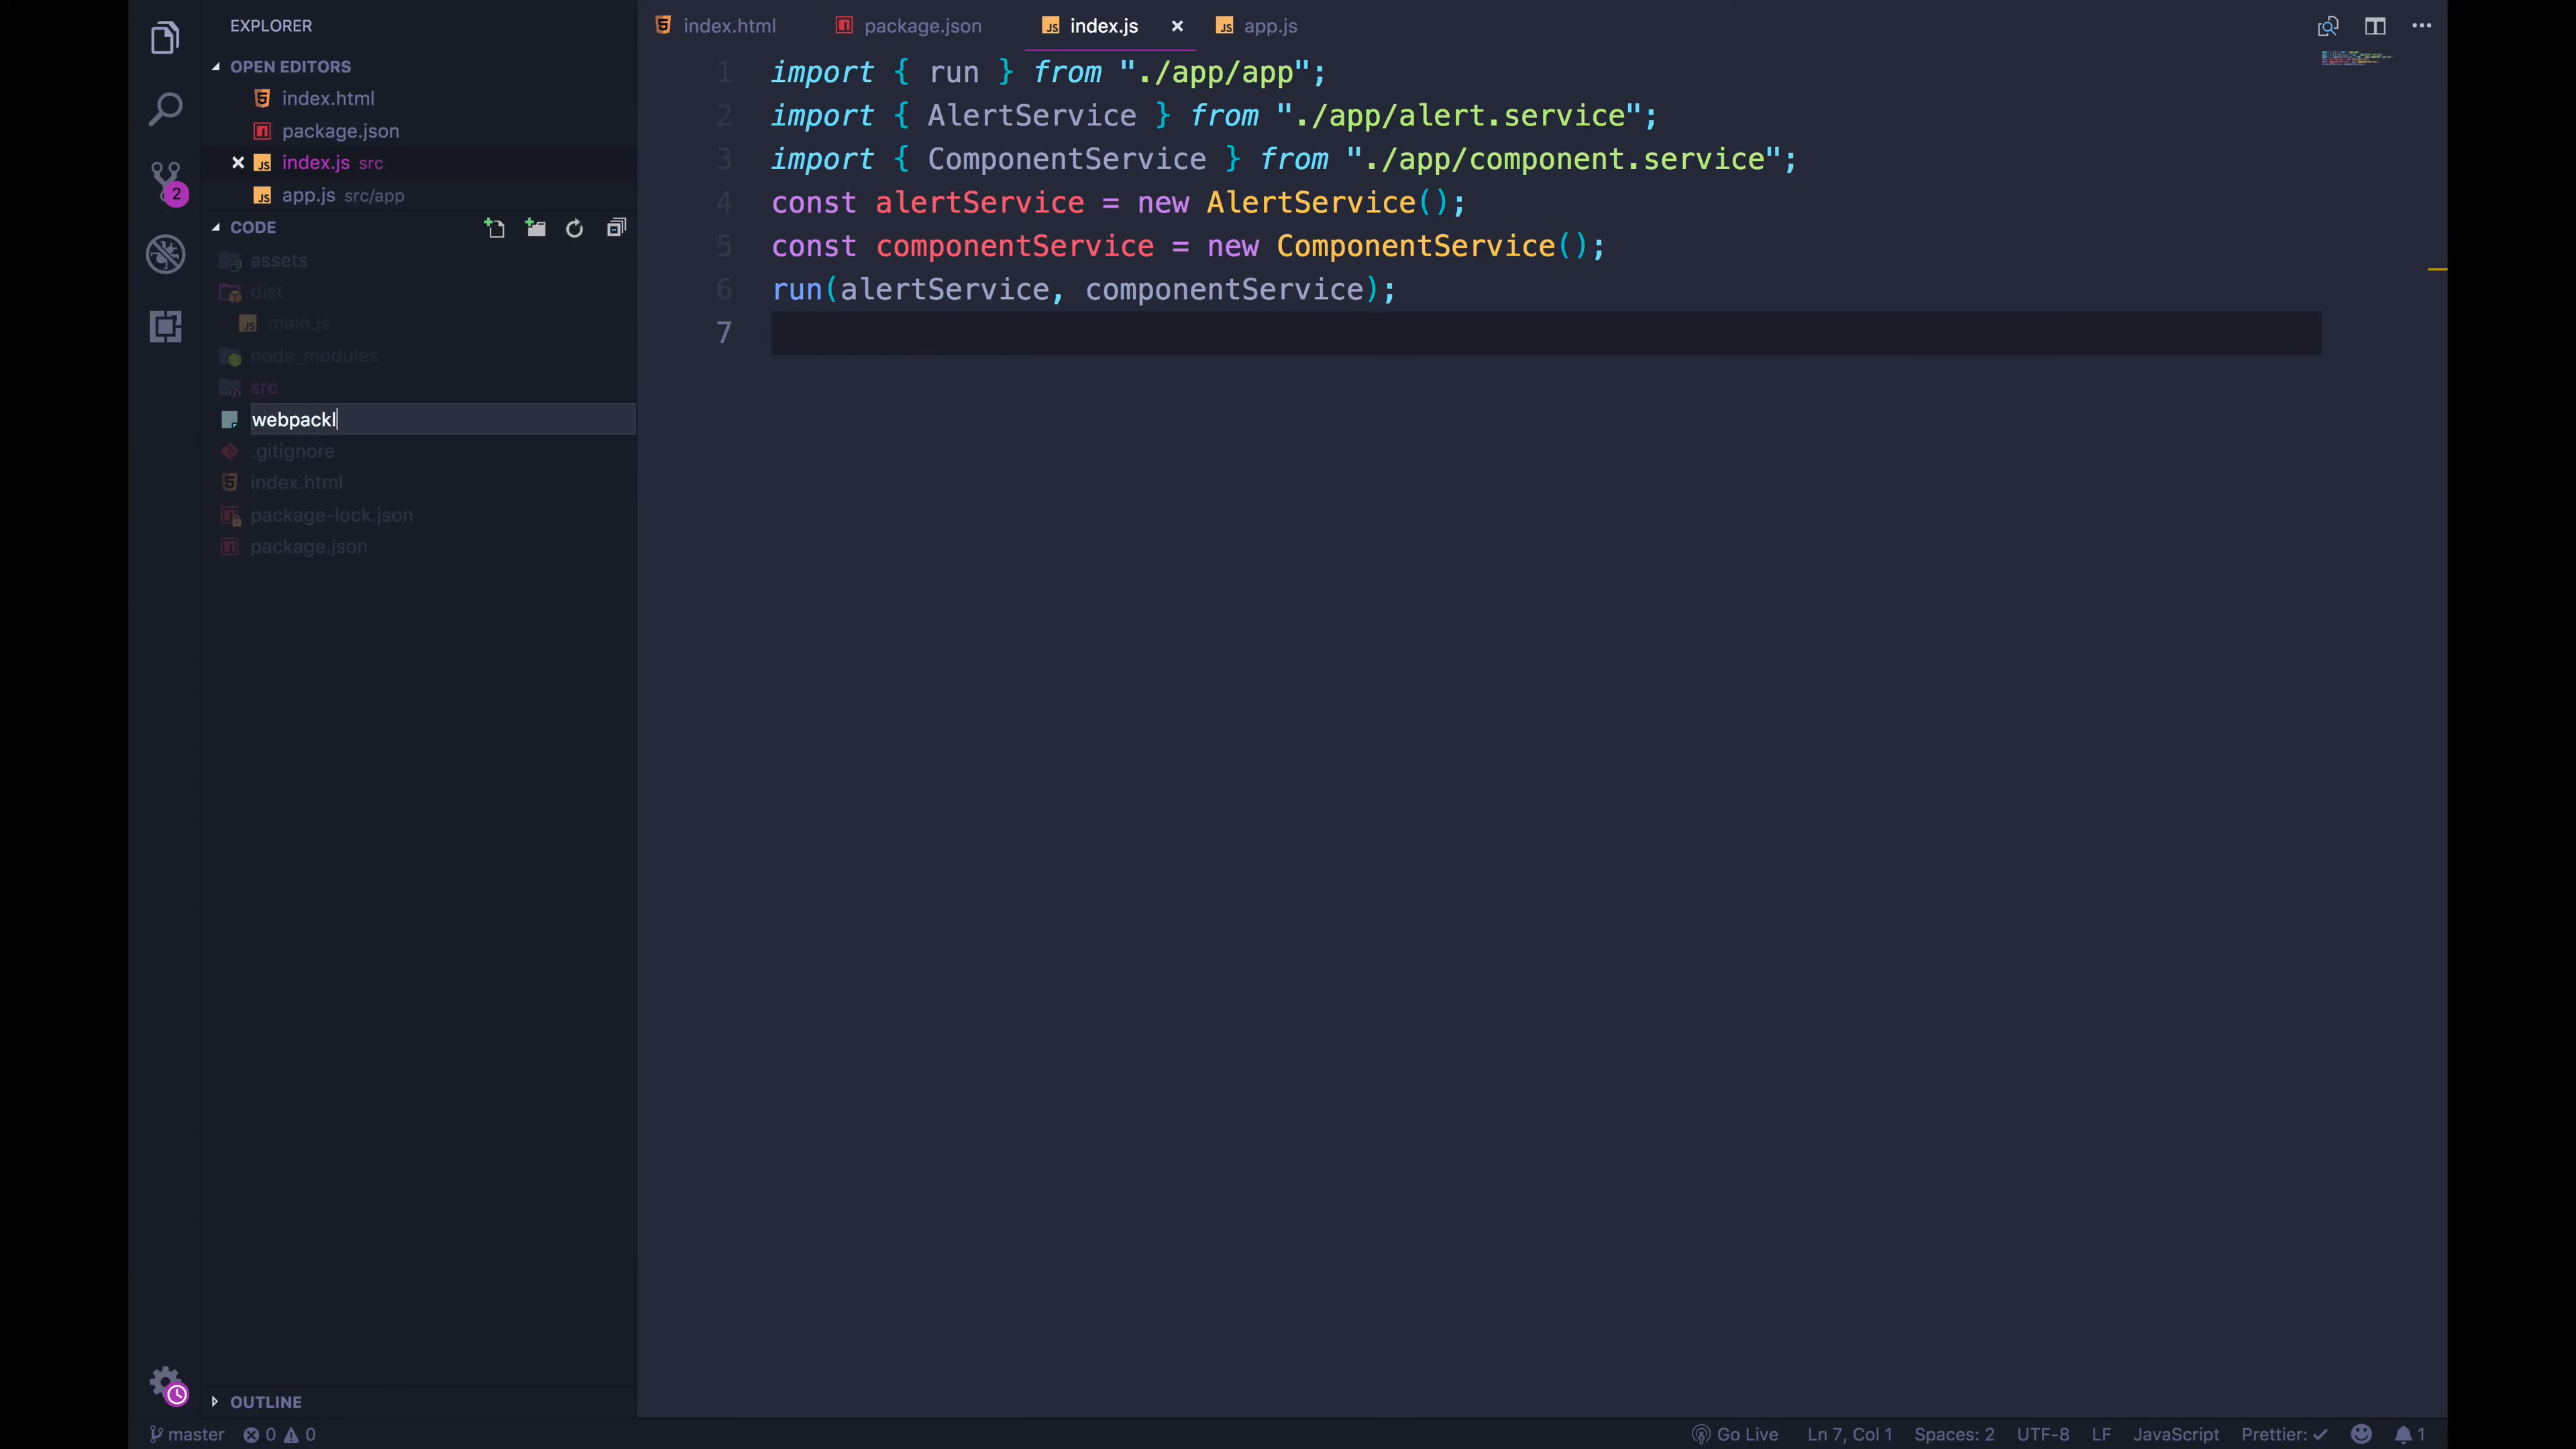 EXPLORER
OPEN EDITORS
index.html
package.json
index.js src
app.js src/app
2
CODE
assets
dist
main.js
node_modules
src
webpack
.gitignore
index.html
package-lock.json
package.json
OUTLINE
index.html package.json index.js app.js
1 import { run } from "./app/app";
2 import { AlertService } from "./app/alert.service";
3 import { ComponentService } from "./app/component.service";
4 const alertService = new AlertService();
5 const componentService = new ComponentService();
6 run(alertService, componentService);
7
master 0 0 Go Live Ln 7, Col 1 Spaces: 2 UTF-8 LF JavaScript Prettier: ✓ 1